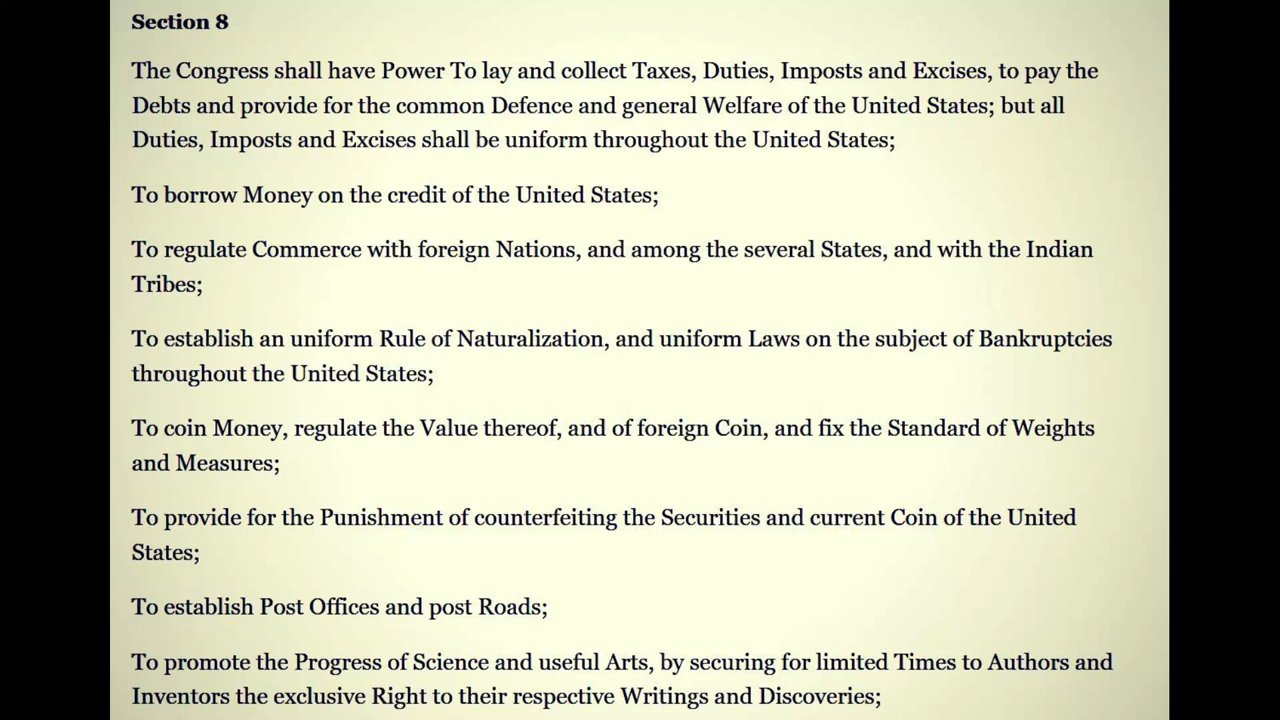 Section 8
The Congress shall have Power To lay and collect Taxes, Duties, Imposts and Excises, to pay the
Debts and provide for the common Defence and general Welfare of the United States; but all
Duties, Imposts and Excises shall be uniform throughout the United States;
To borrow Money on the credit of the United States;
To regulate Commerce with foreign Nations, and among the several States, and with the Indian
Tribes;
To establish an uniform Rule of Naturalization, and uniform Laws on the subject of Bankruptcies
throughout the United States;
To coin Money, regulate the Value thereof, and of foreign Coin, and fix the Standard of Weights
and Measures;
To provide for the Punishment of counterfeiting the Securities and current Coin of the United
States;
To establish Post Offices and post Roads;
To promote the Progress of Science and useful Arts, by securing for limited Times to Authors and
Inventors the exclusive Right to their respective Writings and Discoveries;